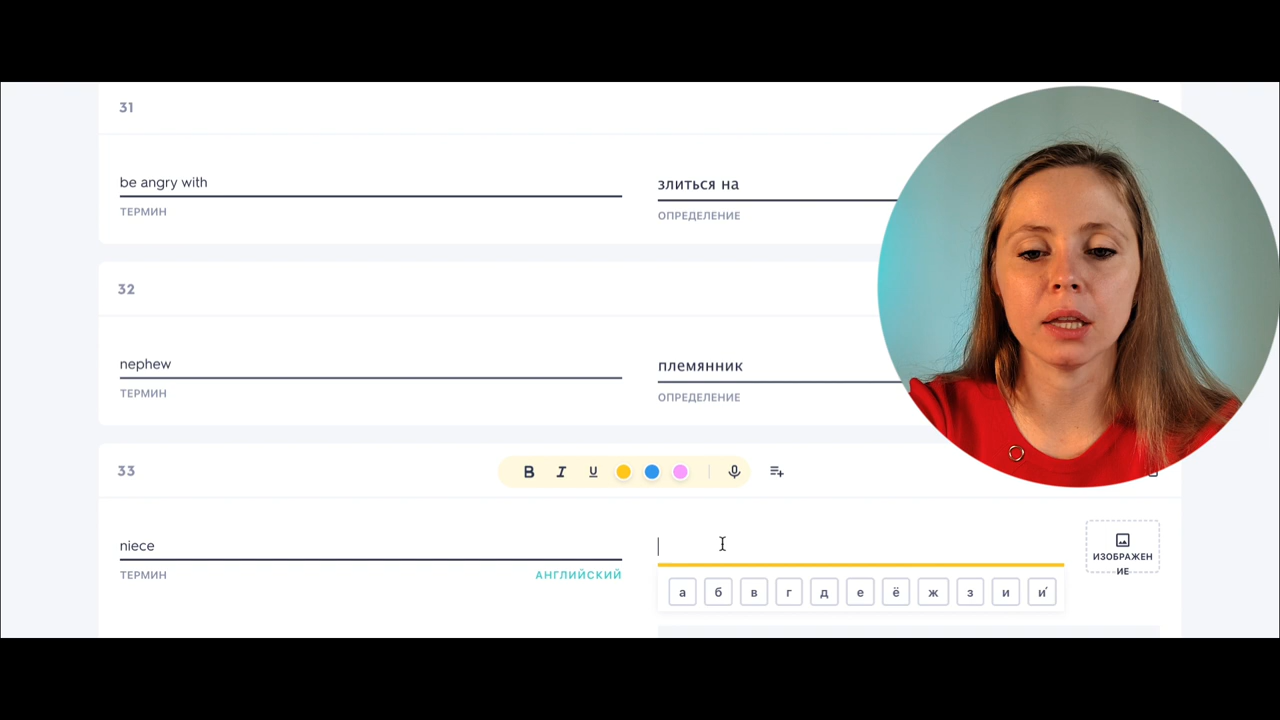 31
be angry with
злиться на
ТЕРМИН
ОПРЕДЕЛЕНИЕ
32
nephew
племянник
ТЕРМИН
ОПРЕДЕЛЕНИЕ
33
B I U
niece
ТЕРМИН
АНГЛИЙСКИЙ
ИЗОБРАЖЕН
ИЕ
а б в г д е ё ж з и и́